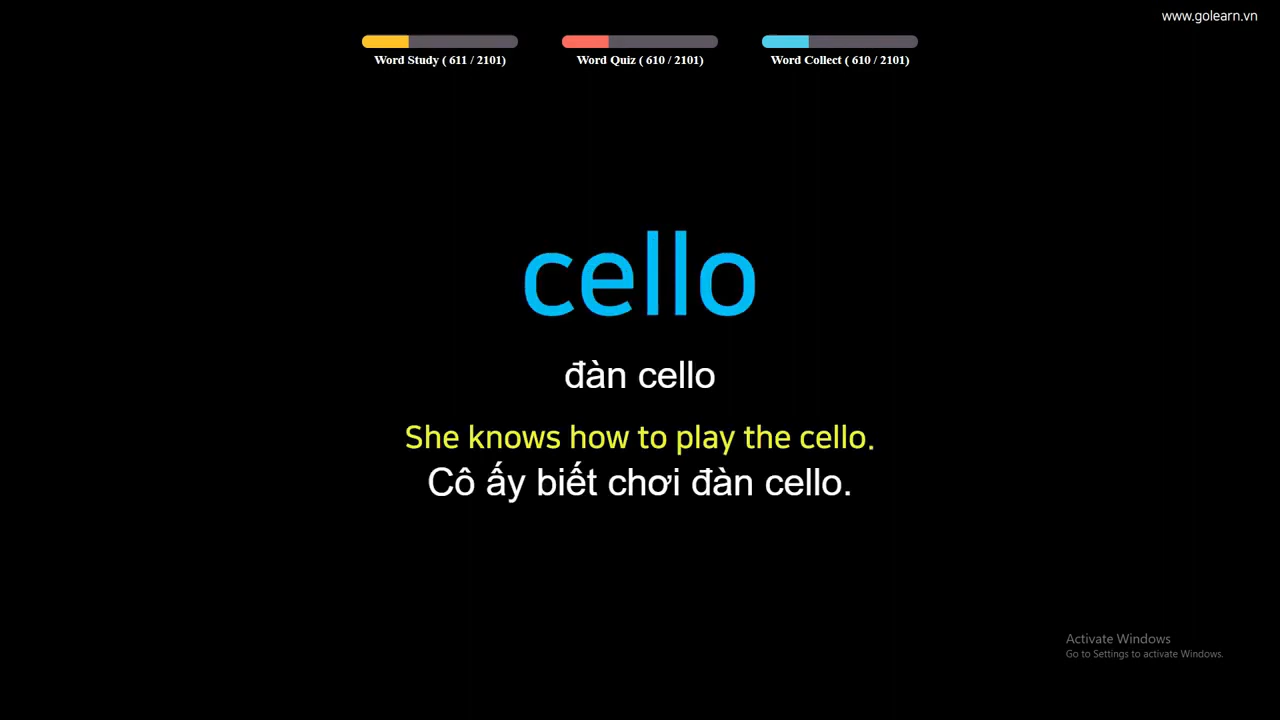 www.golearn.vn
Word Study ( 611 / 2101)
Word Quiz ( 610 / 2101)
Word Collect ( 610 / 2101)
cello
đàn cello
She knows how to play the cello.
Cô ấy biết chơi đàn cello.
Activate Windows
Go to Settings to activate Windows.